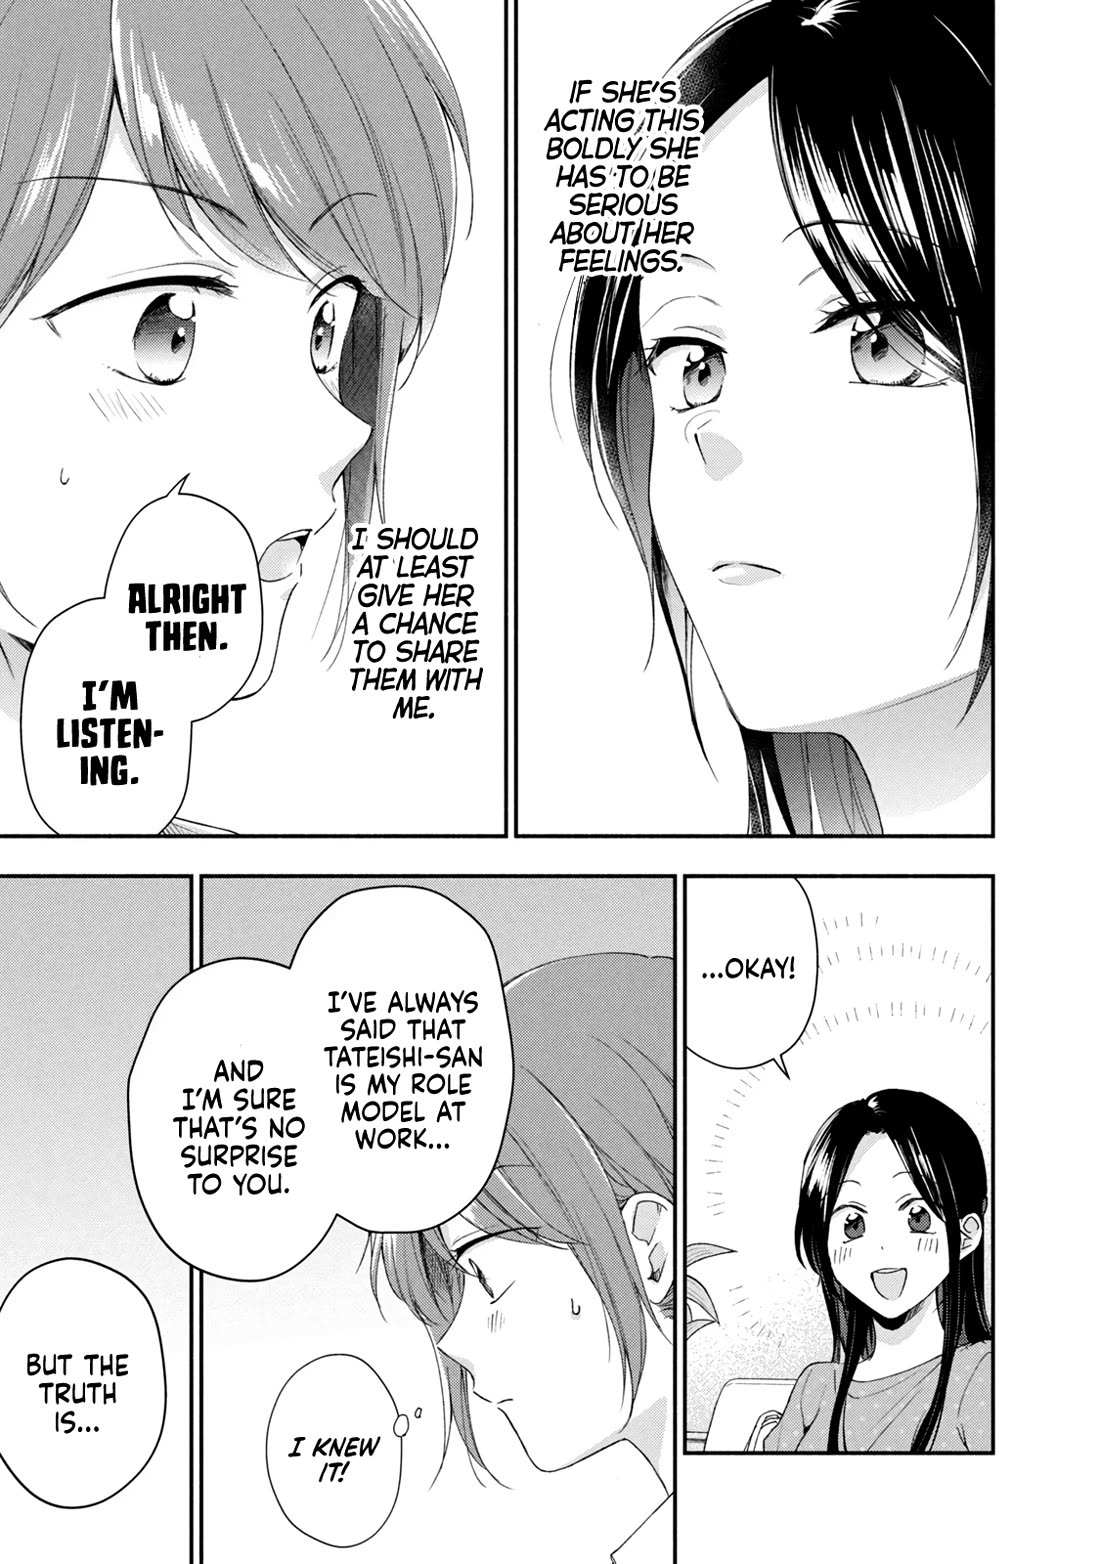 IF SHE'S
ACTING THIS
BOLDLY SHE
HAS TO BE
SERIOUS
ABOUT HER
FEELINGS.
I SHOULD
AT LEAST
GIVE HER
A CHANCE
TO SHARE
THEM WITH
ME.
ALRIGHT
THEN.
I'M
LISTEN-
ING.
...OKAY!
I'VE ALWAYS
SAID THAT
TATEISHI-SAN
IS MY ROLE
MODEL AT
WORK...
AND
I'M SURE
THAT'S NO
SURPRISE
TO YOU.
I KNEW
IT!
BUT THE
TRUTH
IS...